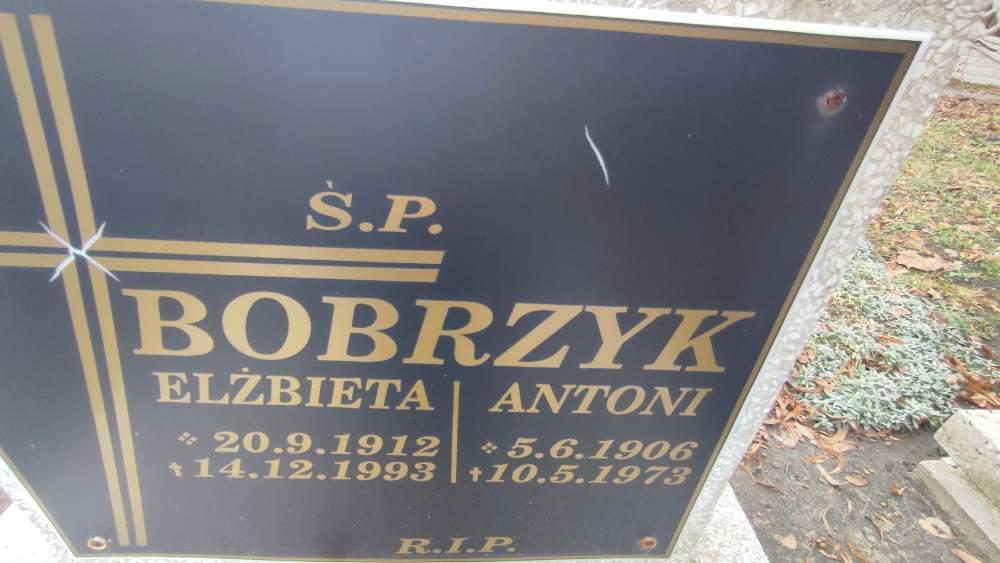 Ś.P.
BOBRZYK
ELŻBIETA ANTONI
20.9.1912 5.6.1906
14.12.1993 10.5.1973
R.I.P.